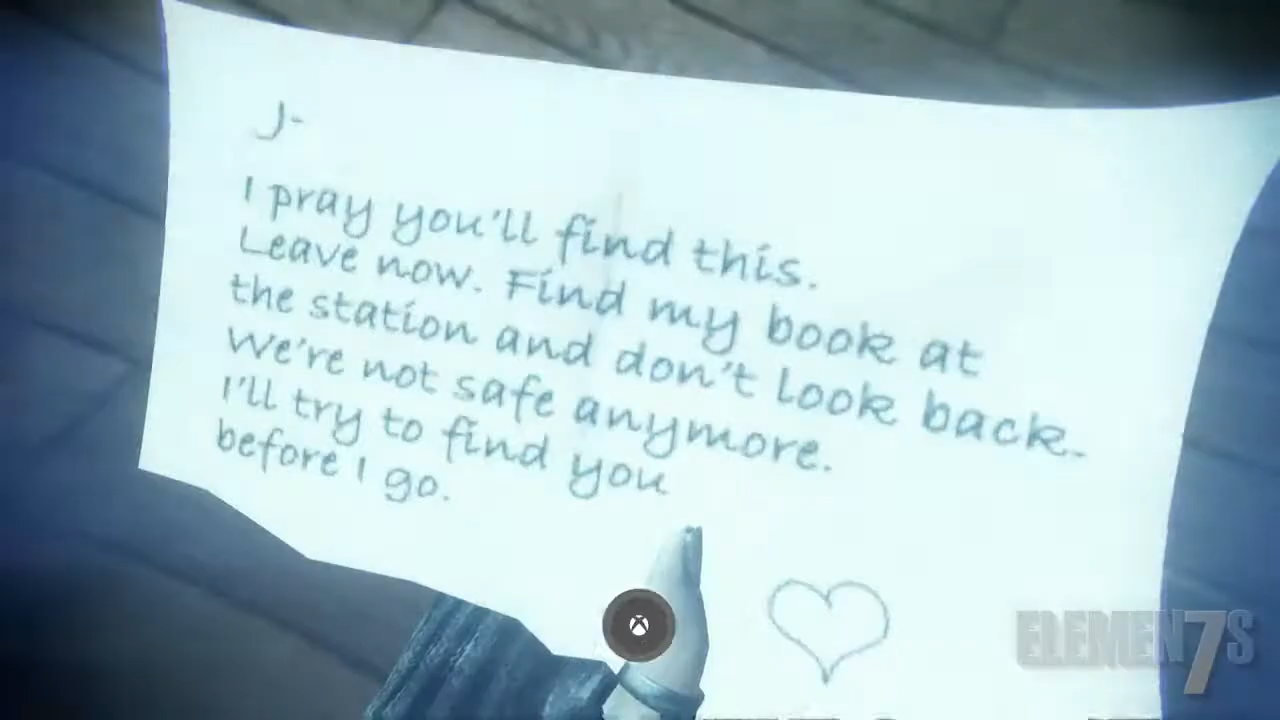 J-
I pray you'll find this.
Leave now. Find my book at
the station and don't look back.
We're not safe anymore.
I'll try to find you
before I go.
ELEMEN7S